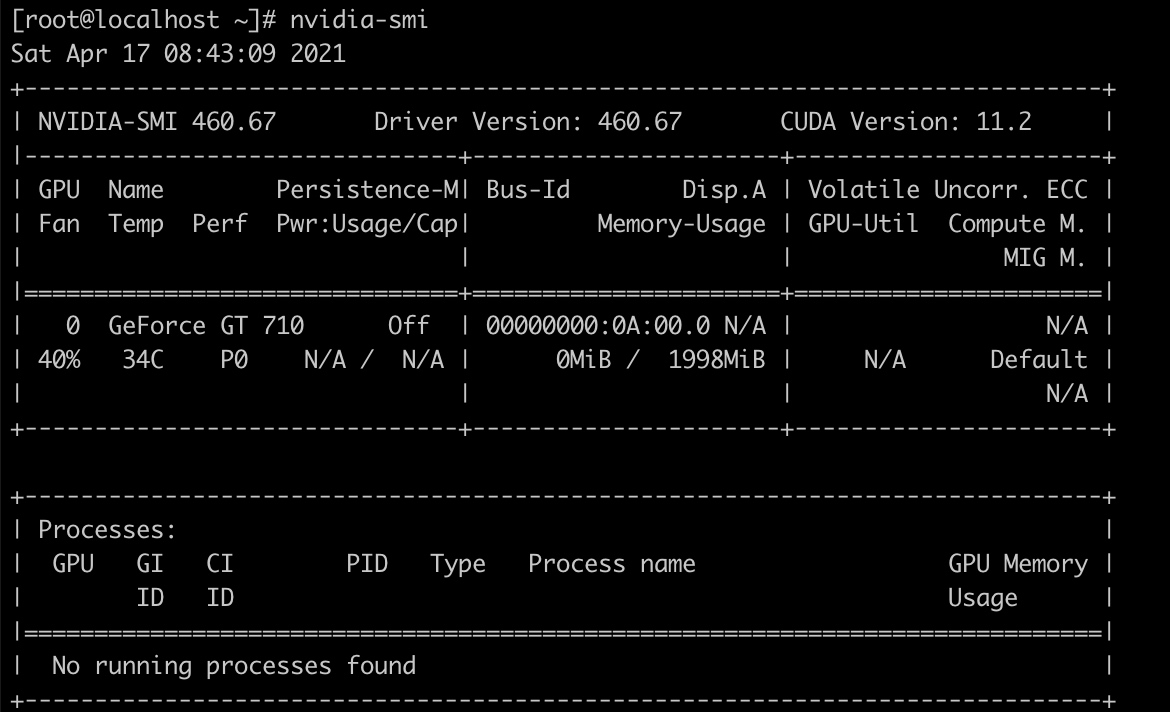 [root@localhost ~]# nvidia-smi
Sat Apr 17 08:43:09 2021
+-----------------------------------------------------------------------------+
| NVIDIA-SMI 460.67       Driver Version: 460.67       CUDA Version: 11.2     |
|-------------------------------+----------------------+----------------------+
| GPU  Name        Persistence-M| Bus-Id        Disp.A | Volatile Uncorr. ECC |
| Fan  Temp  Perf  Pwr:Usage/Cap|         Memory-Usage | GPU-Util  Compute M. |
|                               |                      |               MIG M. |
|===============================+======================+======================|
|   0  GeForce GT 710      Off  | 00000000:0A:00.0 N/A |                  N/A |
| 40%   34C    P0    N/A /  N/A |      0MiB /  1998MiB |     N/A      Default |
|                               |                      |                  N/A |
+-------------------------------+----------------------+----------------------+

+-----------------------------------------------------------------------------+
| Processes:                                                                  |
|  GPU   GI   CI        PID   Type   Process name                  GPU Memory |
|        ID   ID                                                   Usage      |
|=============================================================================|
|  No running processes found                                                 |
+-----------------------------------------------------------------------------+